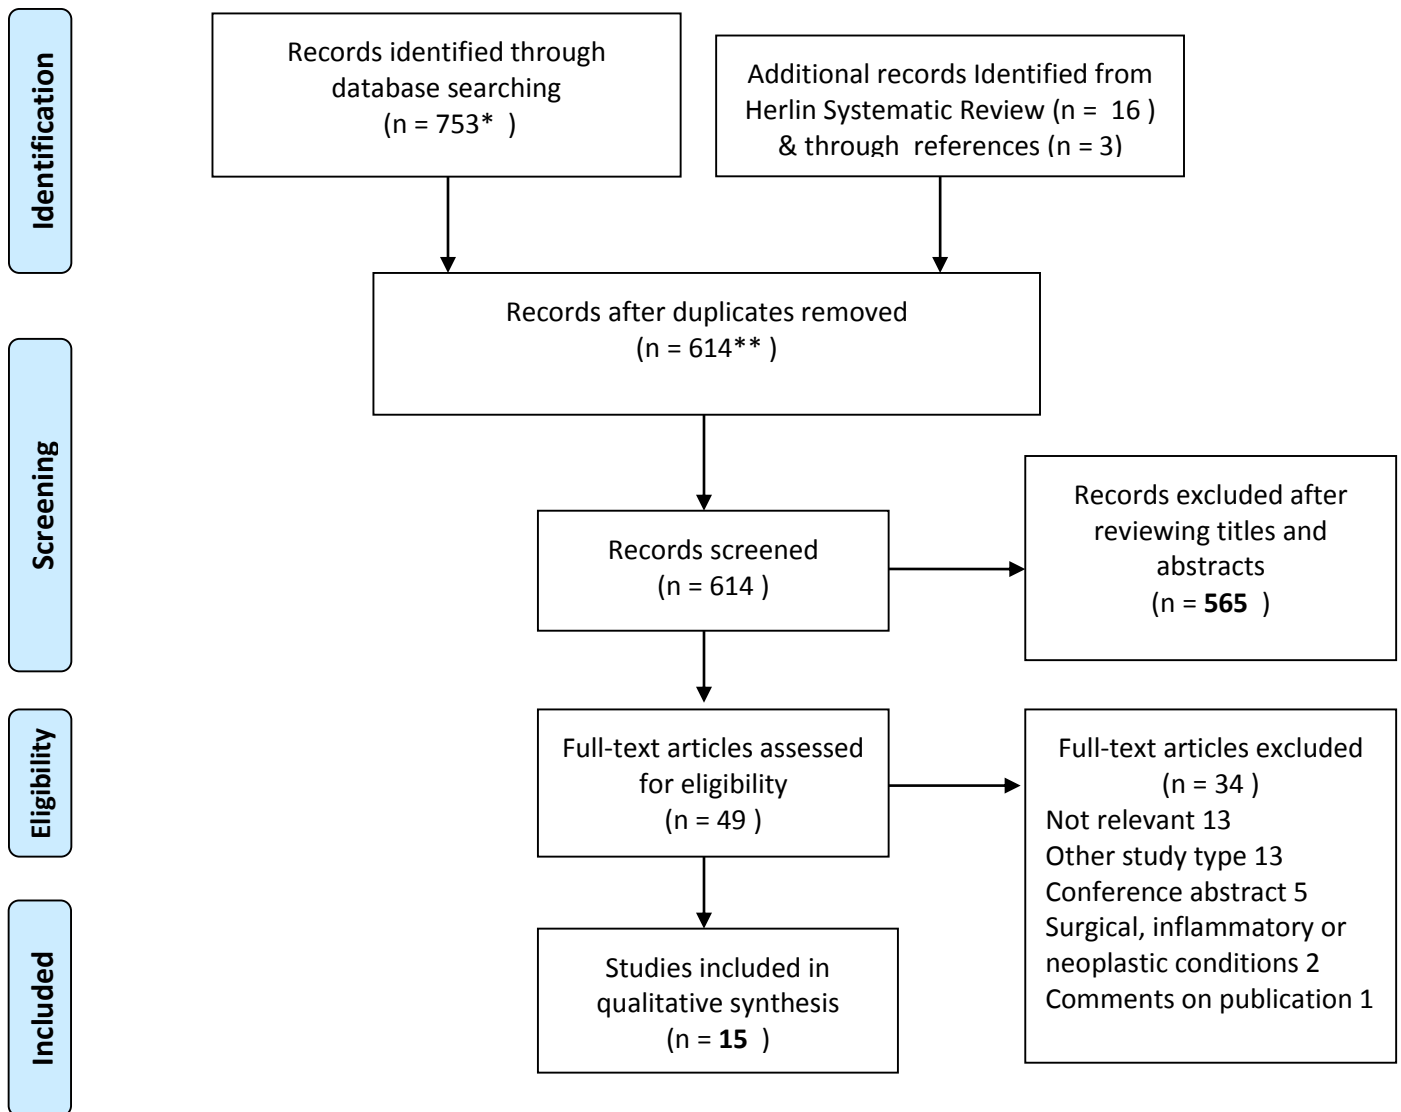 Identification
Records identified through
database searching
(n = 753* )
Additional records Identified from
Herlin Systematic Review (n = 16 )
& through references (n = 3)
Records after duplicates removed
(n = 614** )
Screening
Records screened
(n = 614 )
Records excluded after
reviewing titles and
abstracts
(n = 565 )
Eligibility
Full-text articles assessed
for eligibility
(n = 49 )
Full-text articles excluded
(n = 34 )
Not relevant 13
Other study type 13
Conference abstract 5
Surgical, inflammatory or
neoplastic conditions 2
Comments on publication 1
Included
Studies included in
qualitative synthesis
(n = 15 )